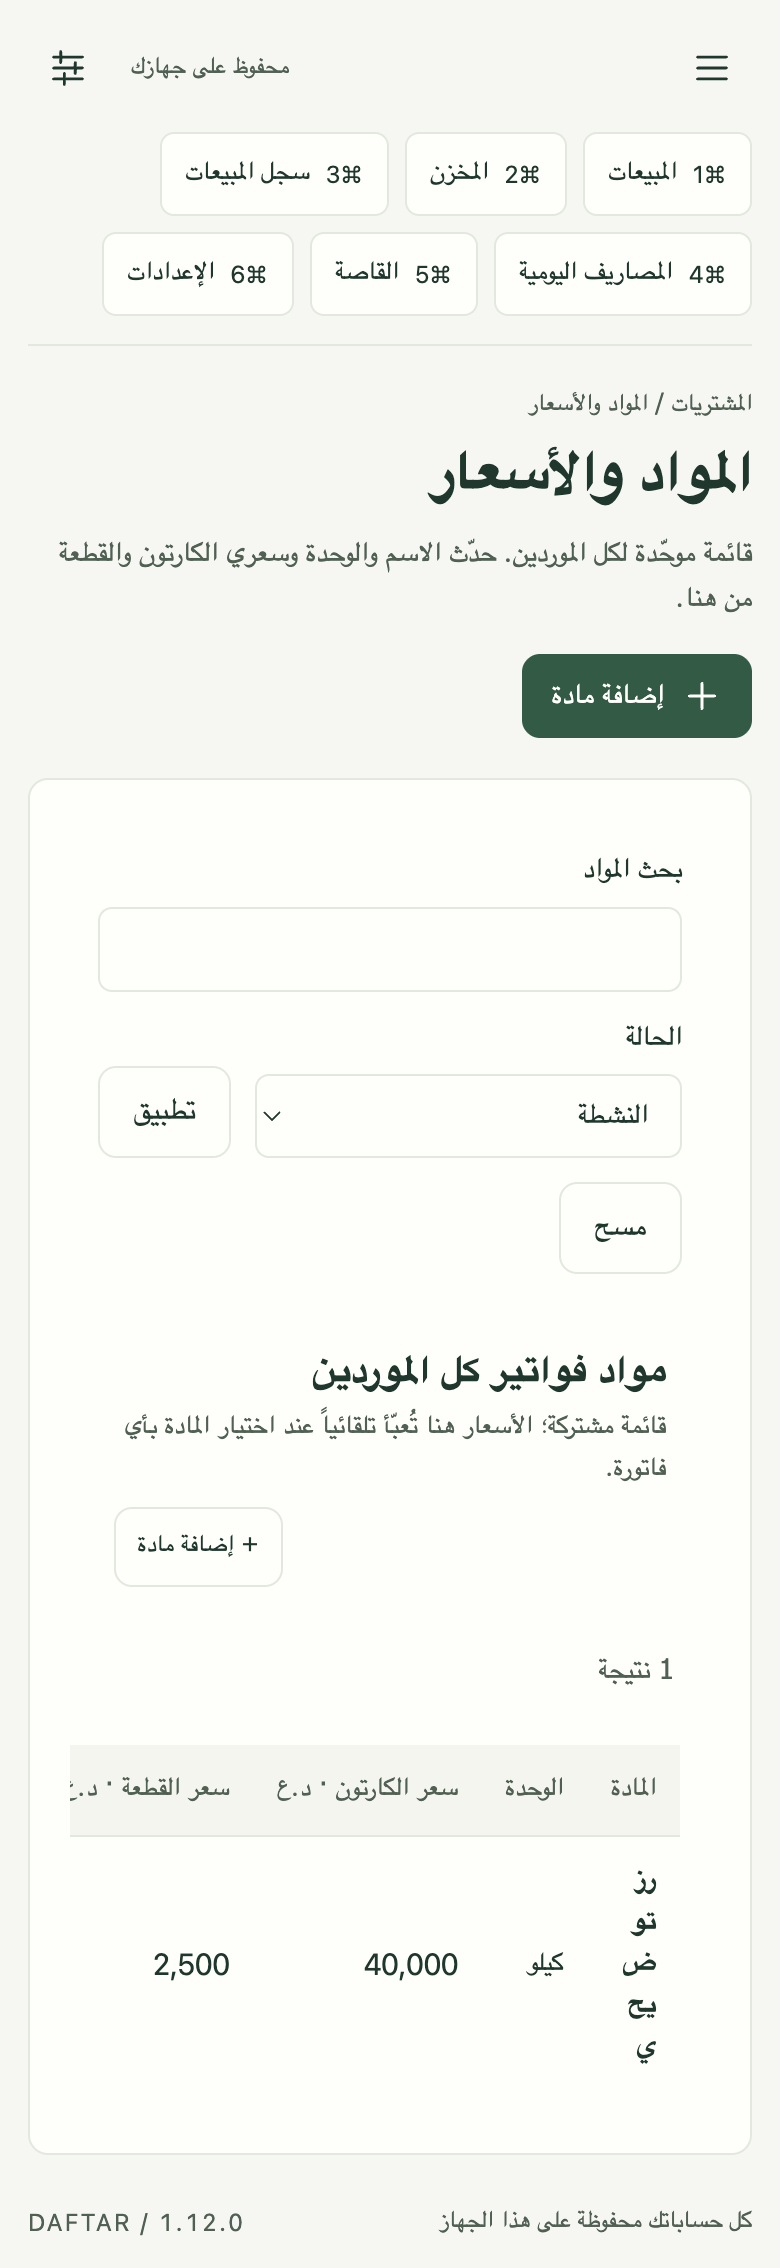 محفوظ على جهازك
⌘1 المبيعات ⌘2 المخزن ⌘3 سجل المبيعات
⌘4 المصاريف اليومية ⌘5 القاصة ⌘6 الإعدادات
المشتريات / المواد والأسعار
المواد والأسعار
قائمة موحّدة لكل الموردين. حدّث الاسم والوحدة وسعري الكارتون والقطعة
من هنا.
إضافة مادة
بحث المواد
الحالة
النشطة
تطبيق
مسح
مواد فواتير كل الموردين
قائمة مشتركة؛ الأسعار هنا تُعبّأ تلقائياً عند اختيار المادة بأي
فاتورة.
+ إضافة مادة
1 نتيجة
المادة الوحدة سعر الكارتون · د.ع سعر القطعة · د.ع
رز
تو
ض
يح
ي
كيلو 40,000 2,500
كل حساباتك محفوظة على هذا الجهاز
DAFTAR / 1.12.0